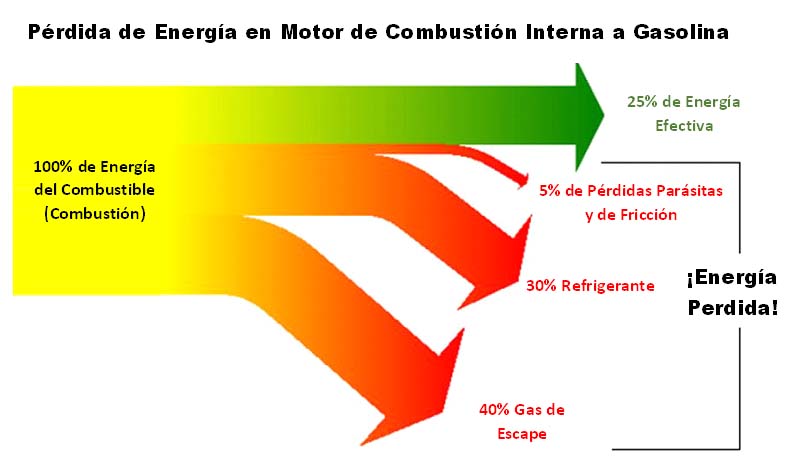 Pérdida de Energía en Motor de Combustión Interna a Gasolina
100% de Energía
del Combustible
(Combustión)
25% de Energía
Efectiva
5% de Pérdidas Parásitas
y de Fricción
30% Refrigerante
¡Energía
Perdida!
40% Gas de
Escape